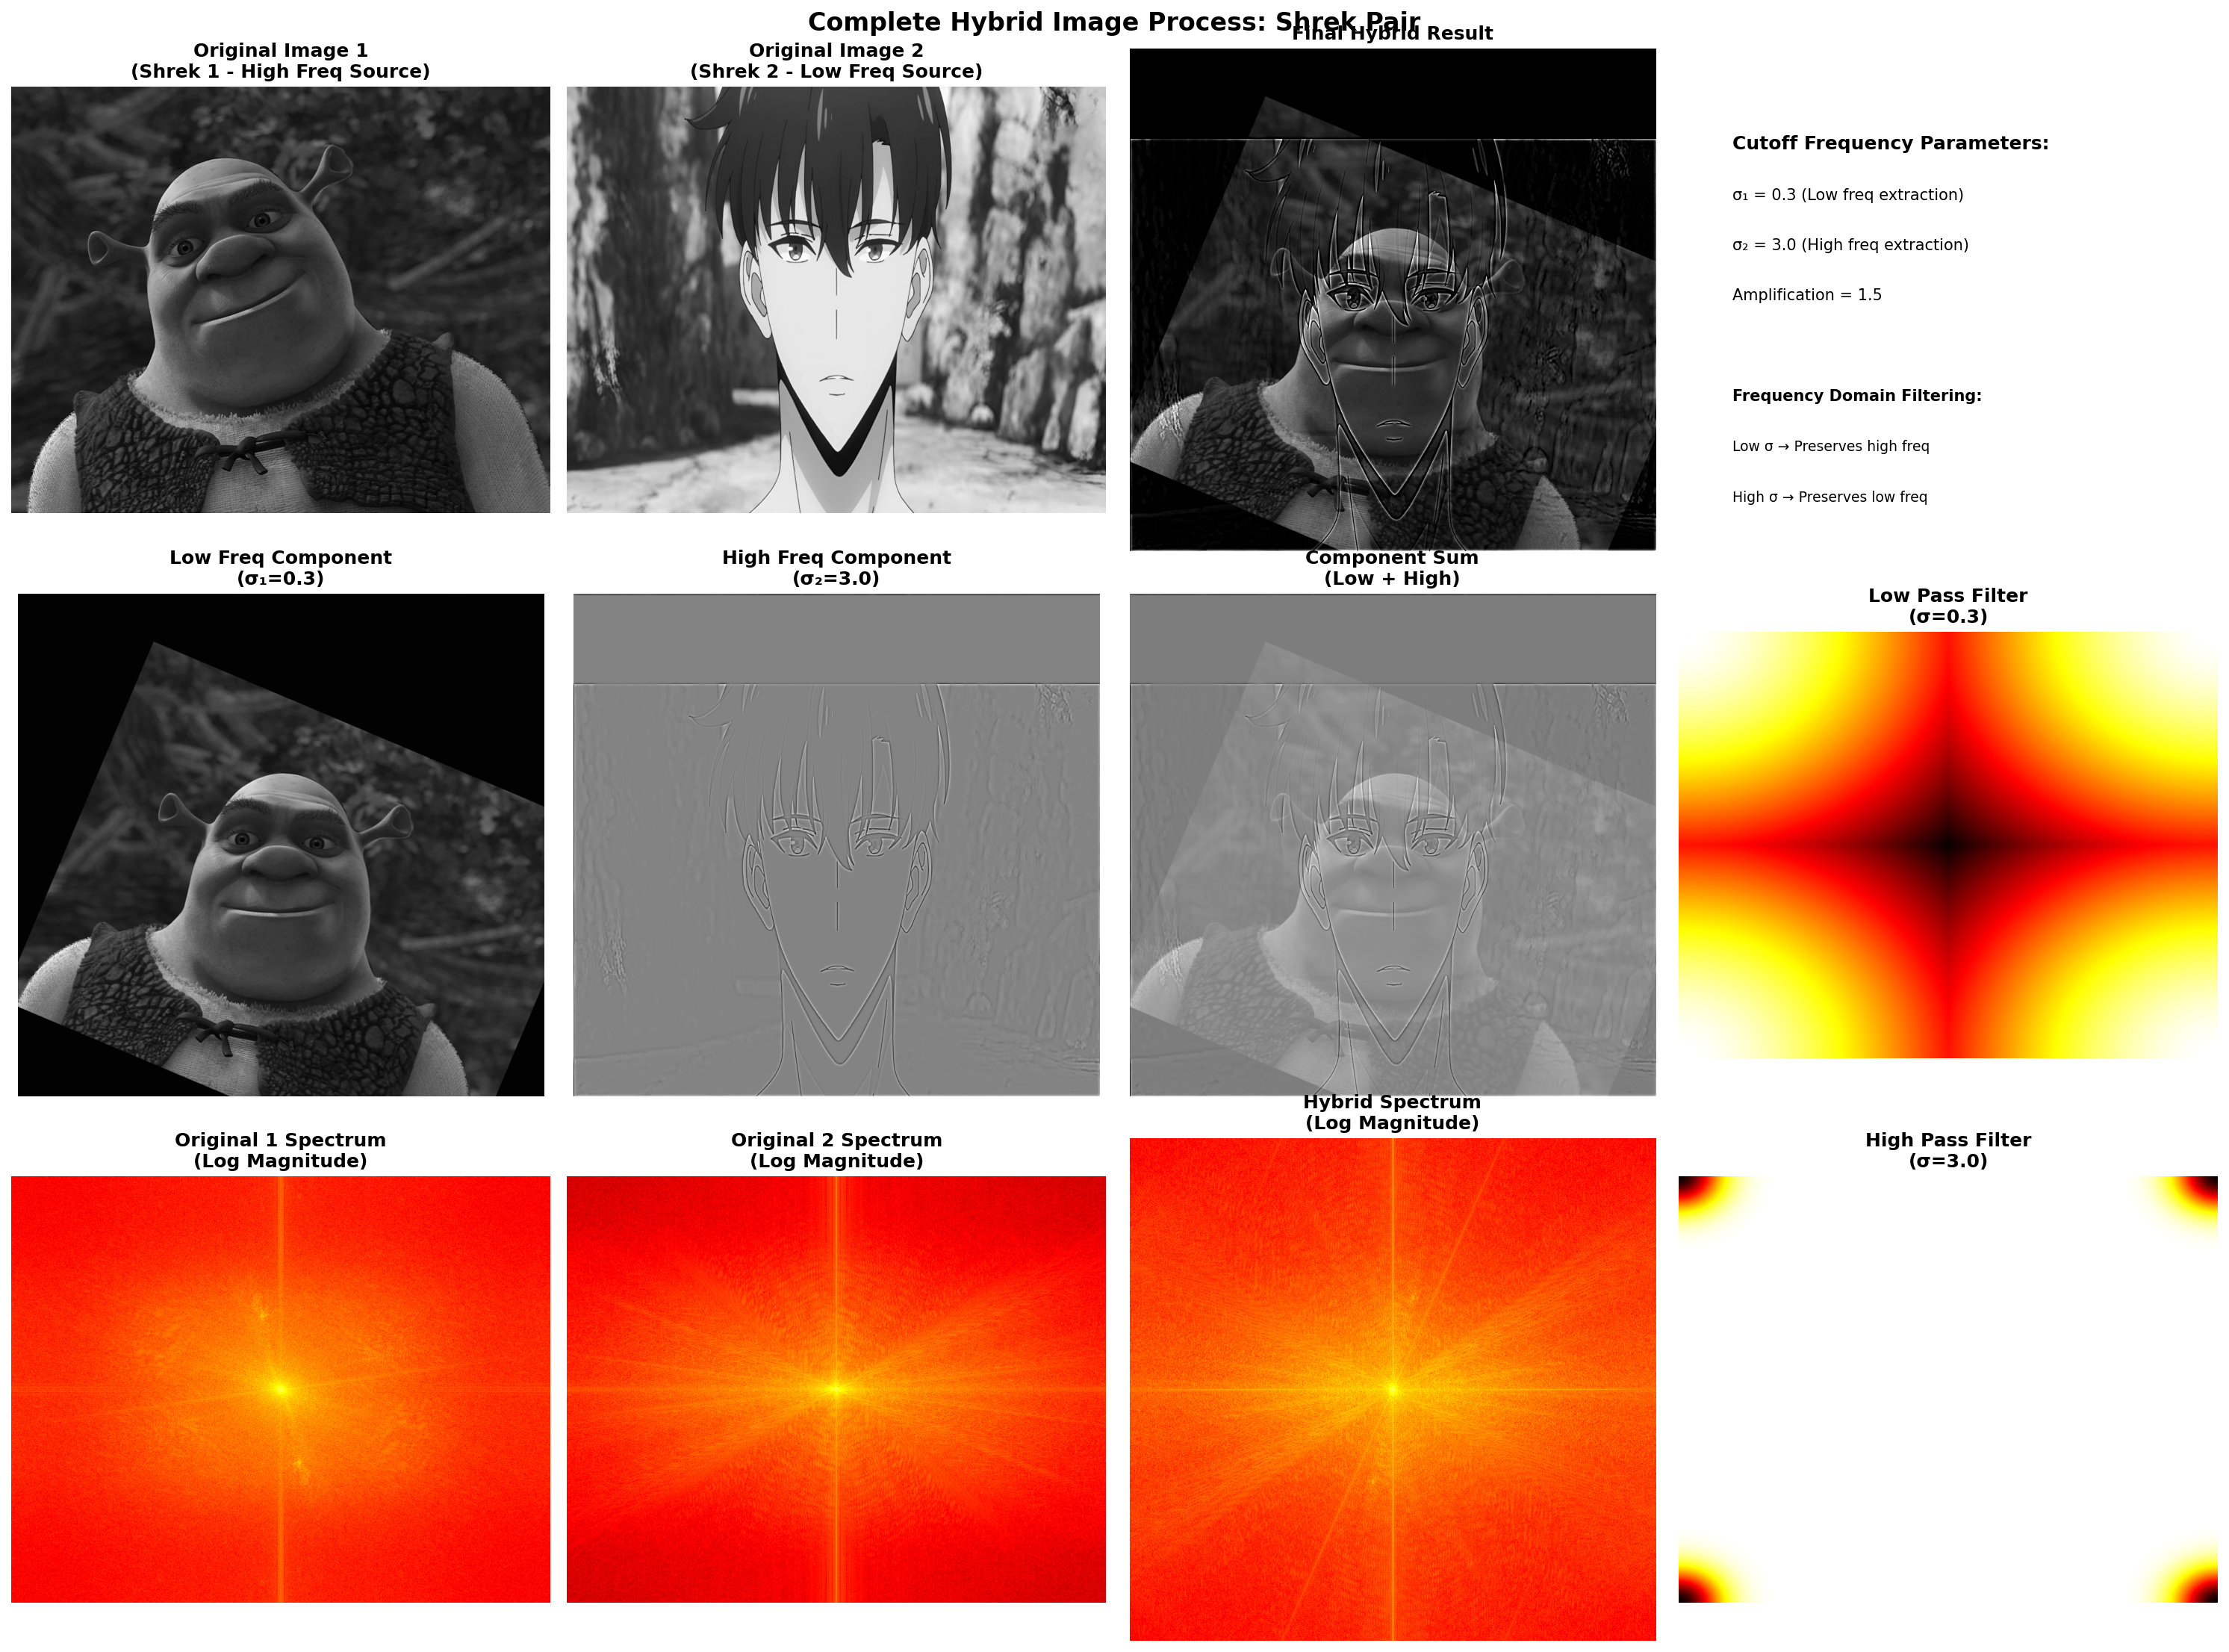 Complete Hybrid Image Process: Shrek Pair
Original Image 1
(Shrek 1 - High Freq Source)
Original Image 2
(Shrek 2 - Low Freq Source)
Final Hybrid Result
Cutoff Frequency Parameters:
σ₁ = 0.3 (Low freq extraction)
σ₂ = 3.0 (High freq extraction)
Amplification = 1.5
Frequency Domain Filtering:
Low σ → Preserves high freq
High σ → Preserves low freq
Low Freq Component
(σ₁=0.3)
High Freq Component
(σ₂=3.0)
Component Sum
(Low + High)
Low Pass Filter
(σ=0.3)
Original 1 Spectrum
(Log Magnitude)
Original 2 Spectrum
(Log Magnitude)
Hybrid Spectrum
(Log Magnitude)
High Pass Filter
(σ=3.0)